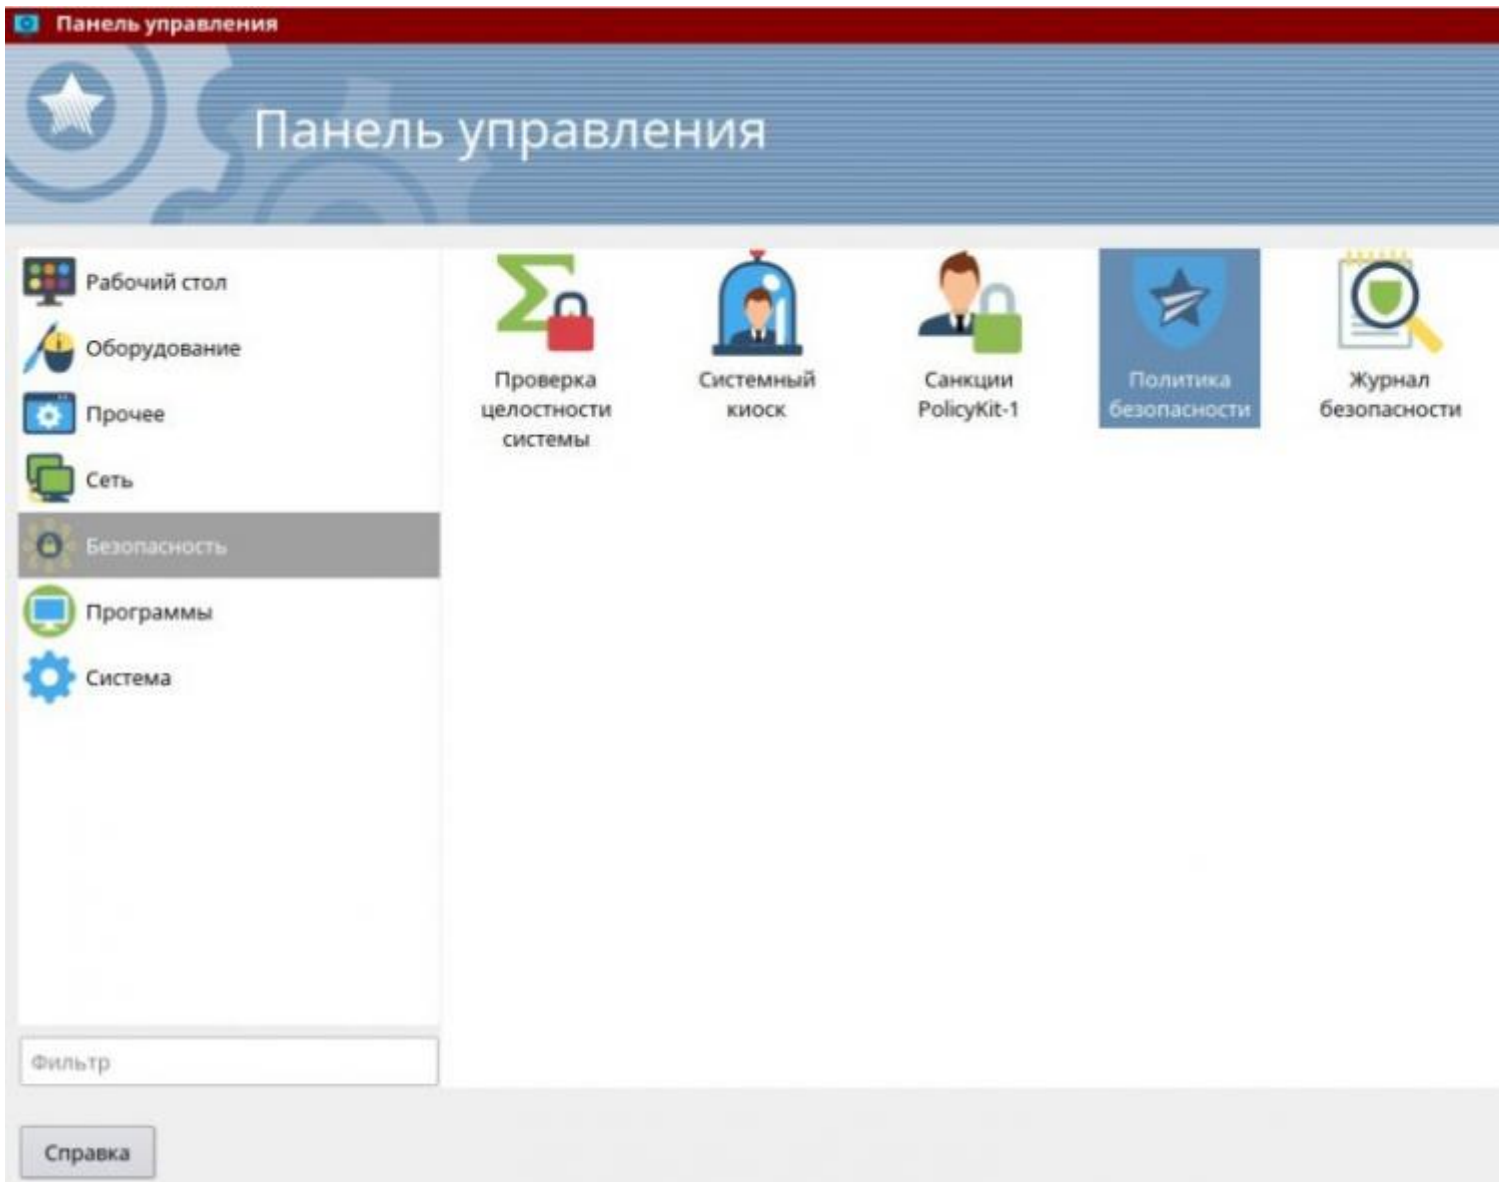 Панель управления
Панель управления
Рабочий стол
Оборудование
Прочее
Сеть
Безопасность
Программы
Система
Проверка
целостности
системы
Системный
киоск
Санкции
PolicyKit-1
Политика
безопасности
Журнал
безопасности
Фильтр
Справка